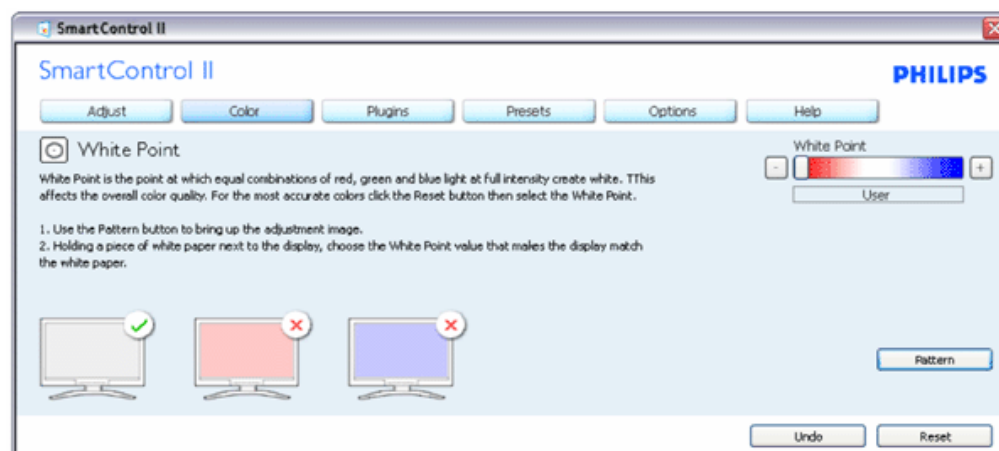 SmartControl II
SmartControl II
PHILIPS
Adjust
Color
Plugins
Presets
Options
Help
White Point
White Point is the point at which equal combinations of red, green and blue light at full intensity create white. TThis
affects the overall color quality. For the most accurate colors click the Reset button then select the White Point.
1. Use the Pattern button to bring up the adjustment image.
2. Holding a piece of white paper next to the display, choose the White Point value that males the display match
the white paper.
White Point
-
+
User
Pattern
Undo
Reset